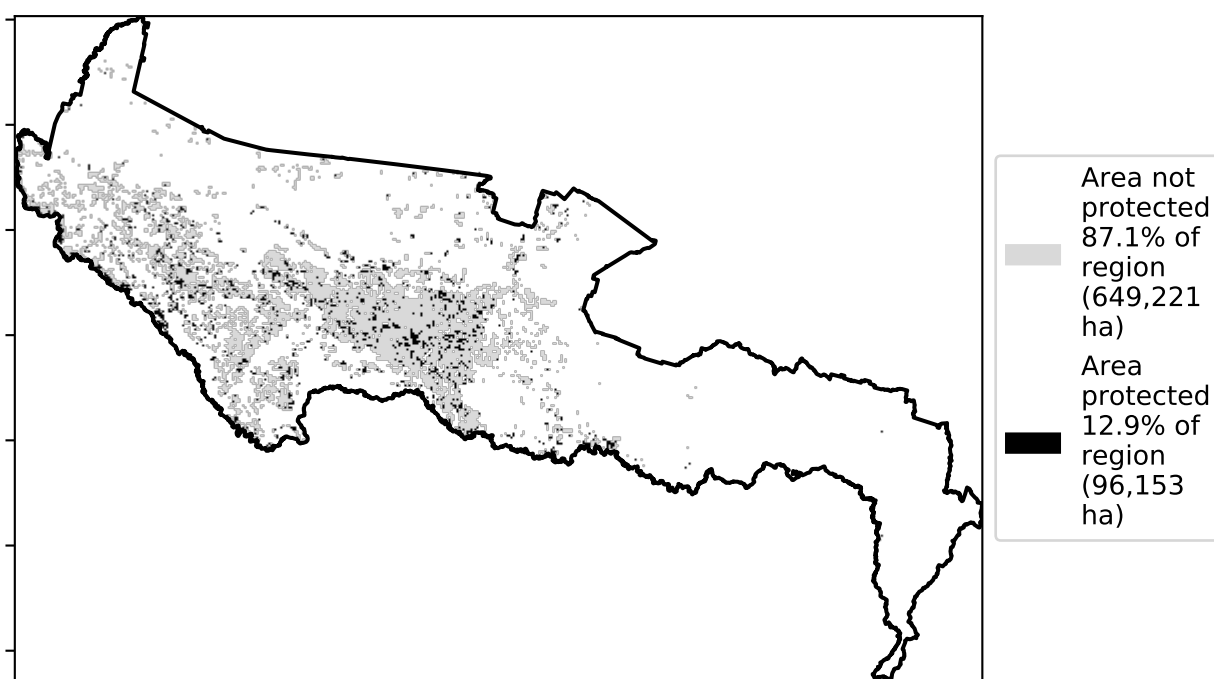 Area not
protected
87.1% of
region
(649,221
ha)
Area
protected
12.9% of
region
(96,153
ha)